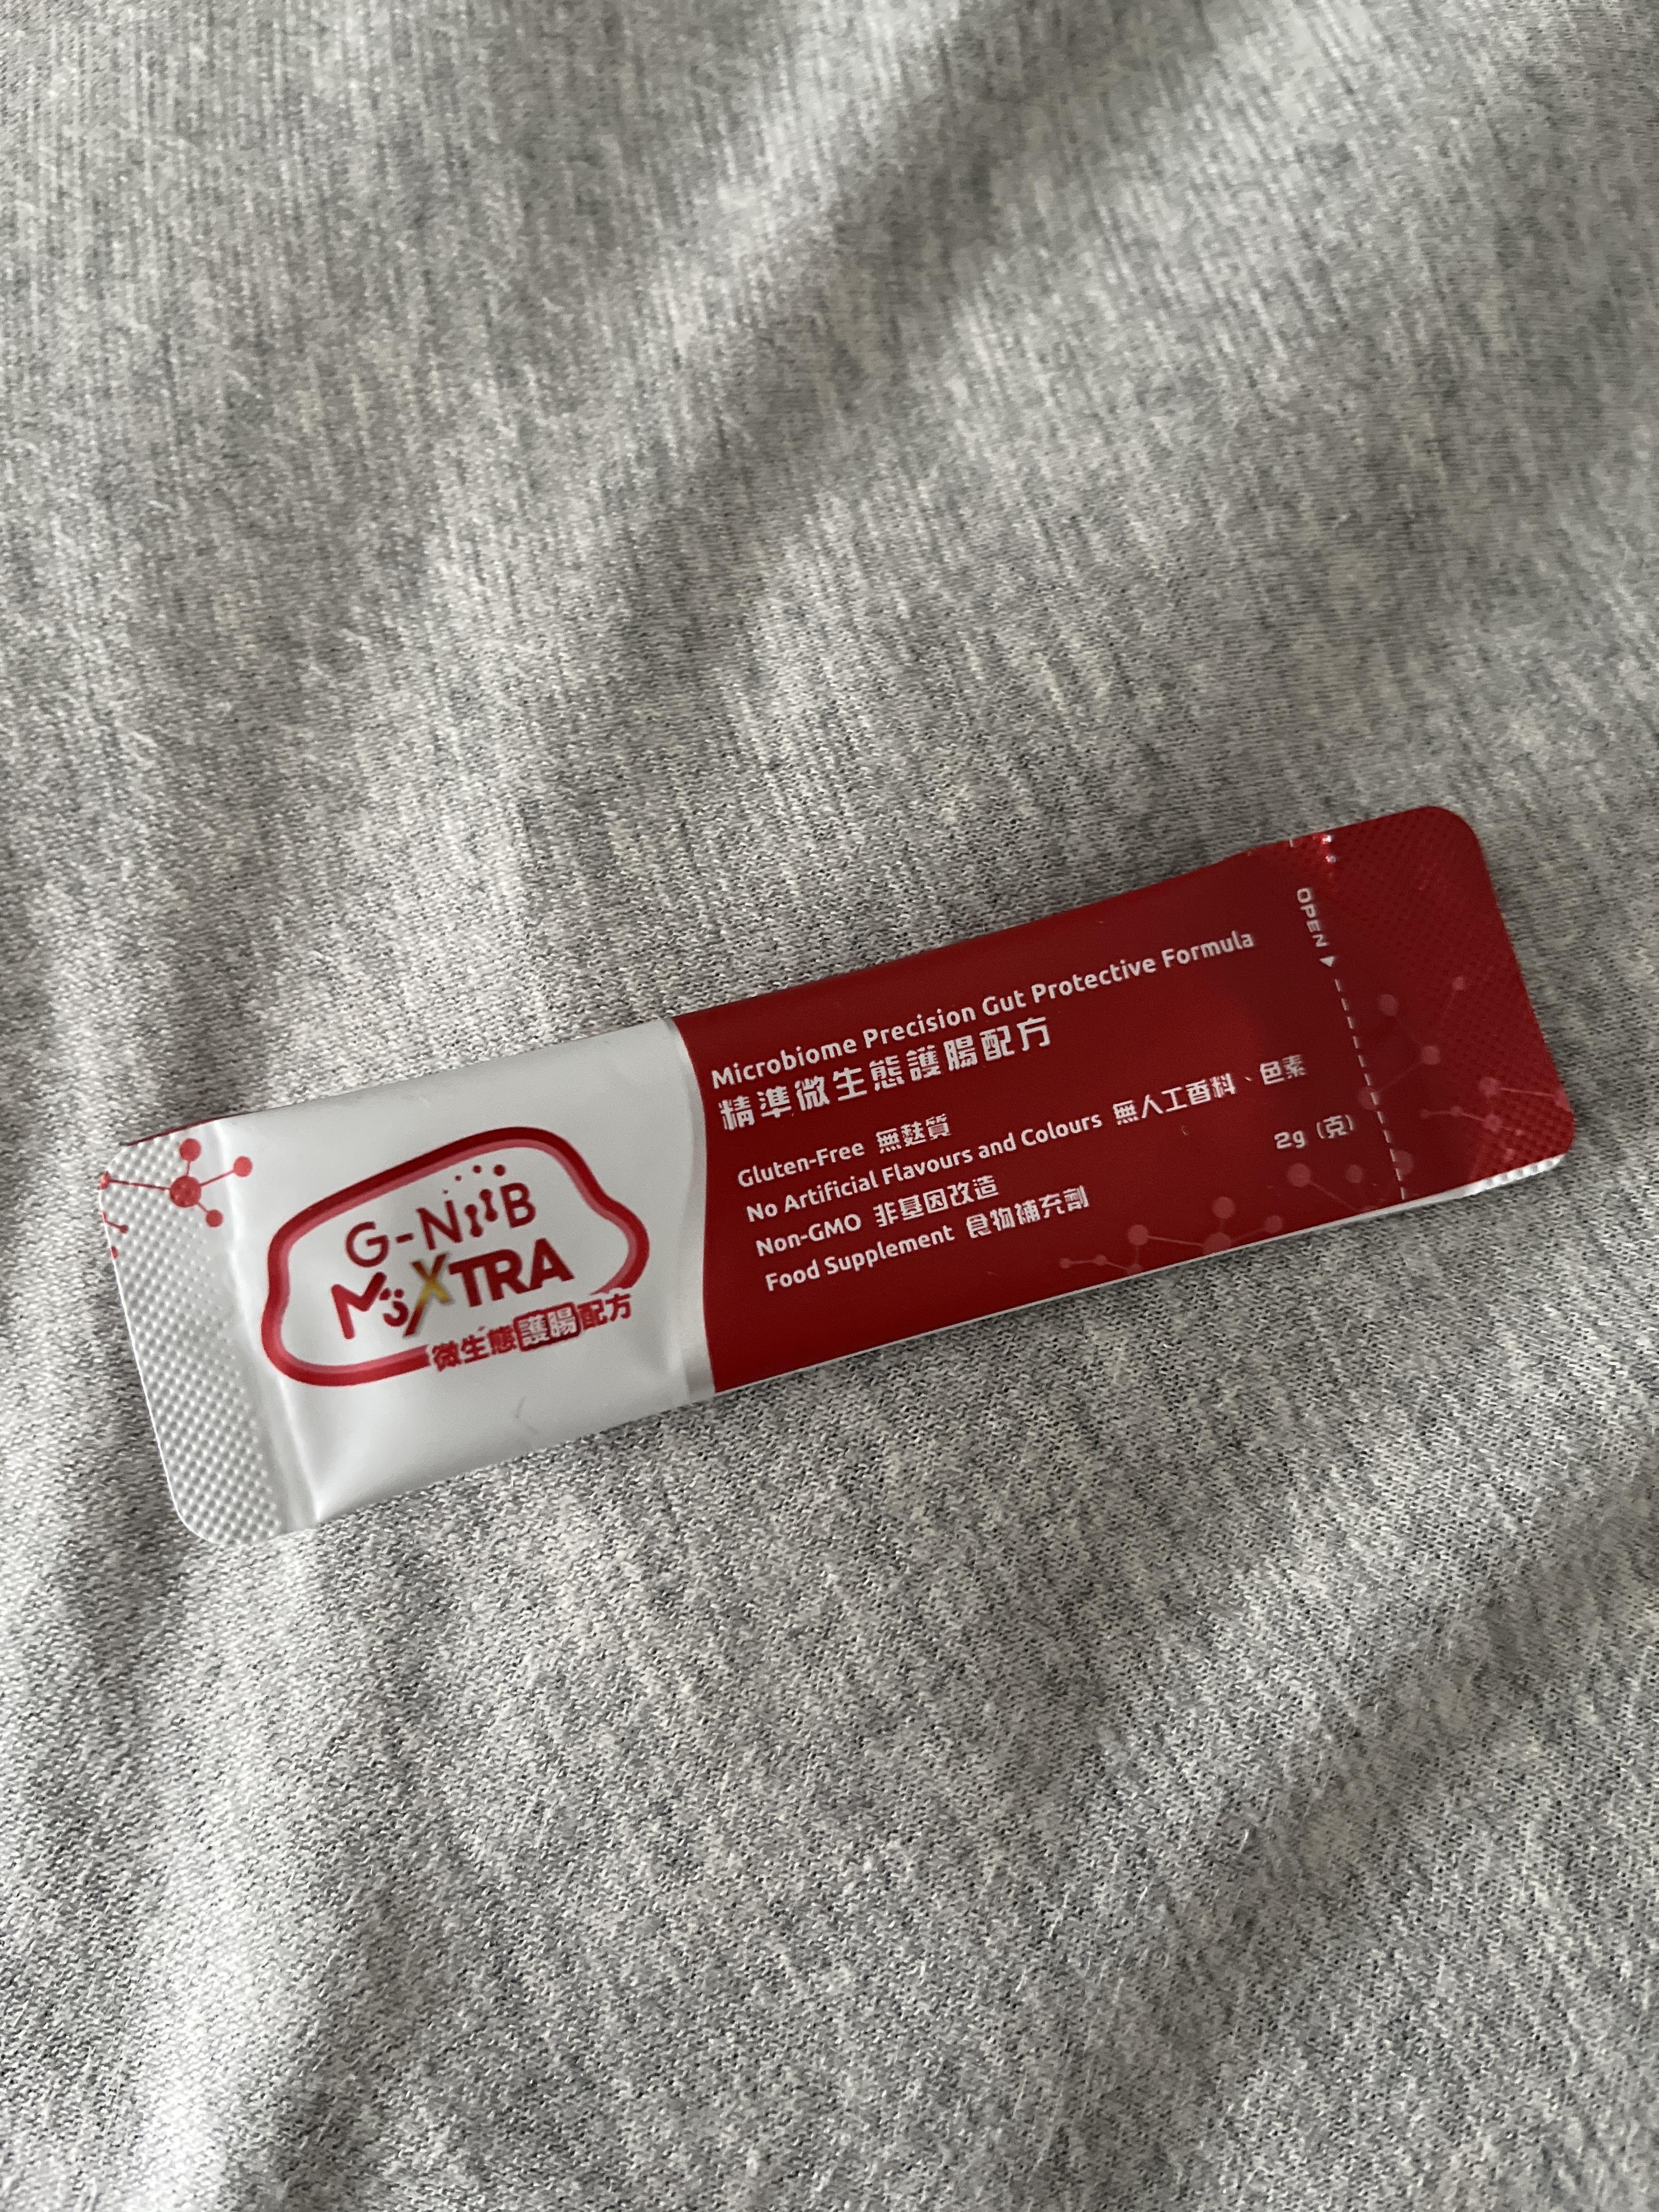 G-NiiB
M3XTRA
微生態護腸配方
Microbiome Precision Gut Protective Formula
精準微生態護腸配方
Gluten-Free 無麩質
No Artificial Flavours and Colours 無人工香料、色素
Non-GMO 非基因改造
Food Supplement 食物補充劑
2g (克)
OPEN